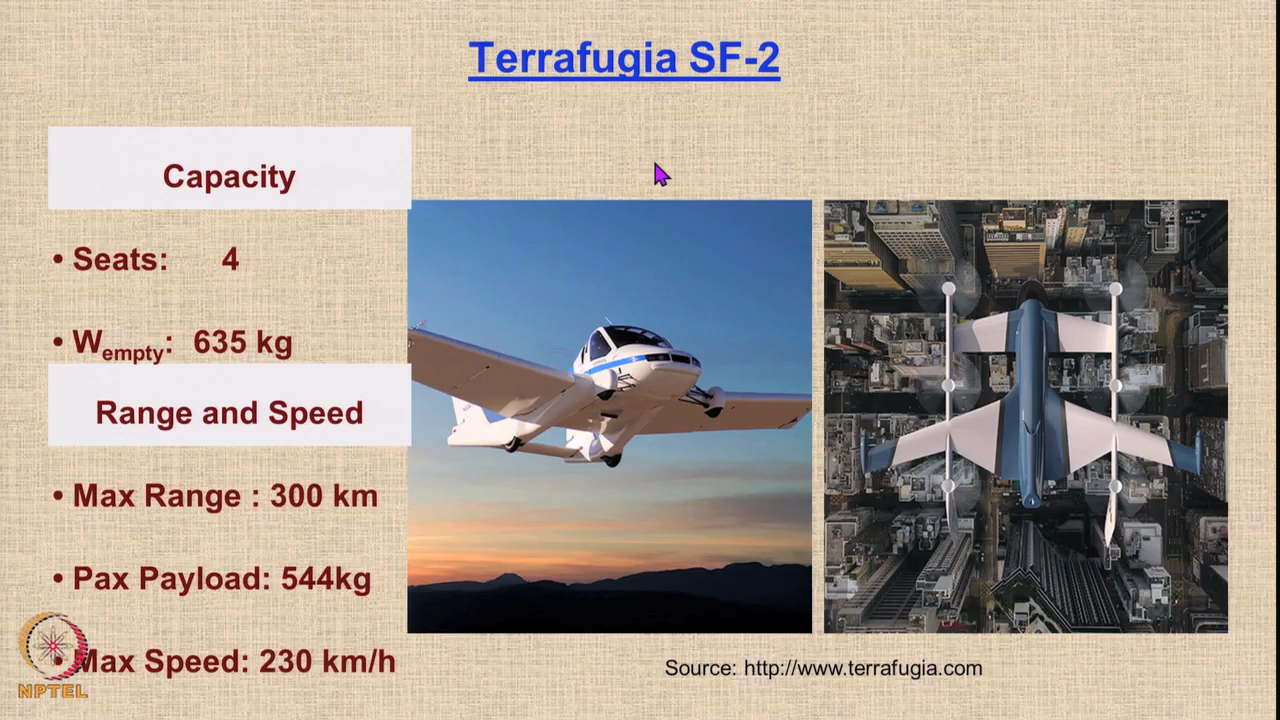 Terrafugia SF-2
Capacity
• Seats: 4
• Wempty: 635 kg
Range and Speed
• Max Range : 300 km
• Pax Payload: 544kg
• Max Speed: 230 km/h
Source: http://www.terrafugia.com
NPTEL